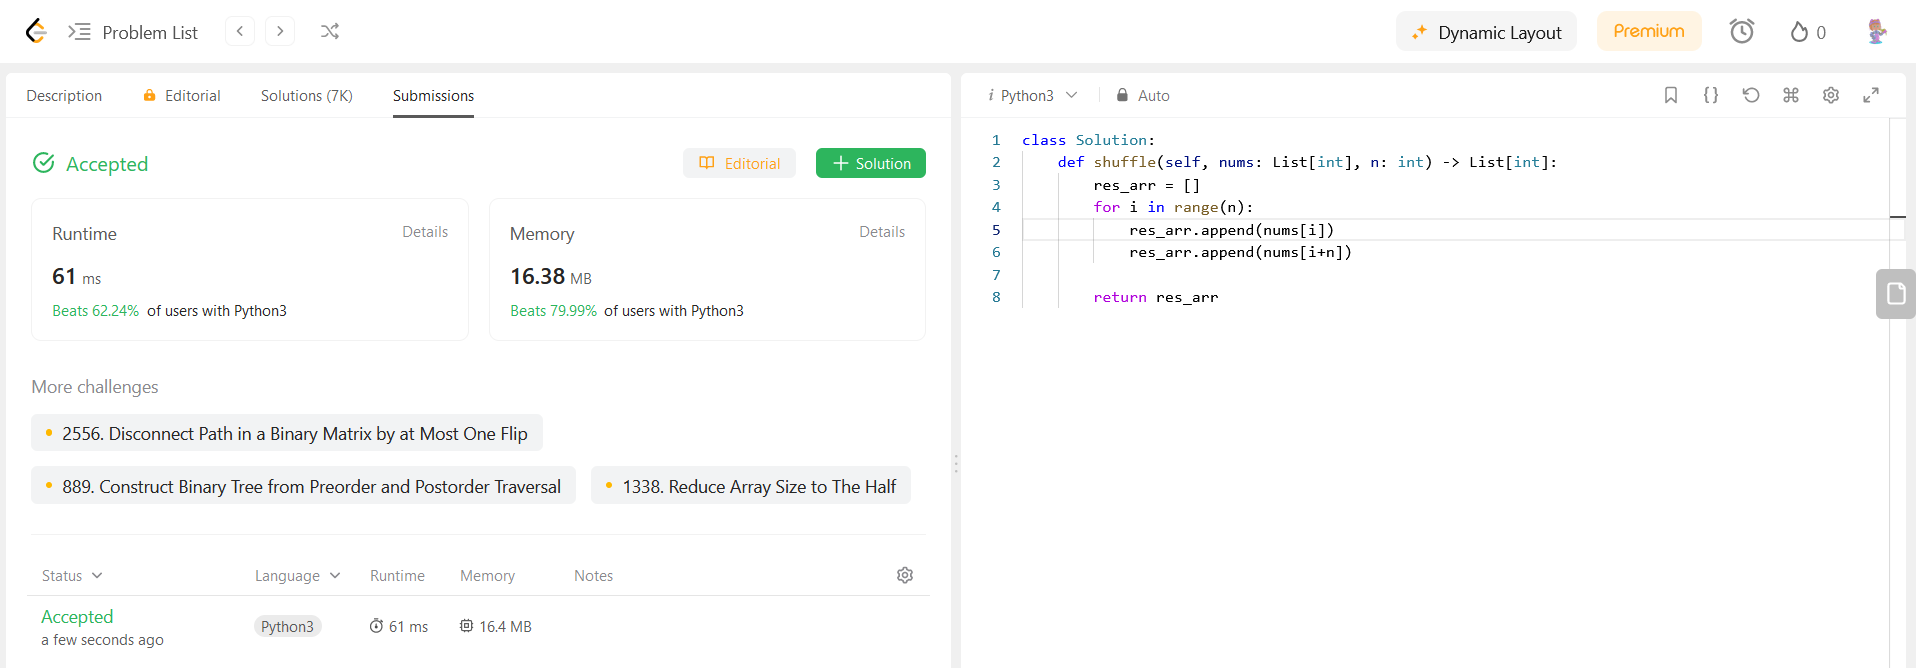 Problem List
Dynamic Layout
Premium
0
Description
Editorial
Solutions (7K)
Submissions
Accepted
Editorial
Solution
Runtime
Details
61 ms
Beats 62.24% of users with Python3
Memory
Details
16.38 MB
Beats 79.99% of users with Python3
More challenges
2556. Disconnect Path in a Binary Matrix by at Most One Flip
889. Construct Binary Tree from Preorder and Postorder Traversal
1338. Reduce Array Size to The Half
Status Language Runtime Memory Notes
Accepted
a few seconds ago
Python3
61 ms
16.4 MB
i Python3
Auto
1 class Solution:
2     def shuffle(self, nums: List[int], n: int) -> List[int]:
3         res_arr = []
4         for i in range(n):
5             res_arr.append(nums[i])
6             res_arr.append(nums[i+n])
7
8         return res_arr